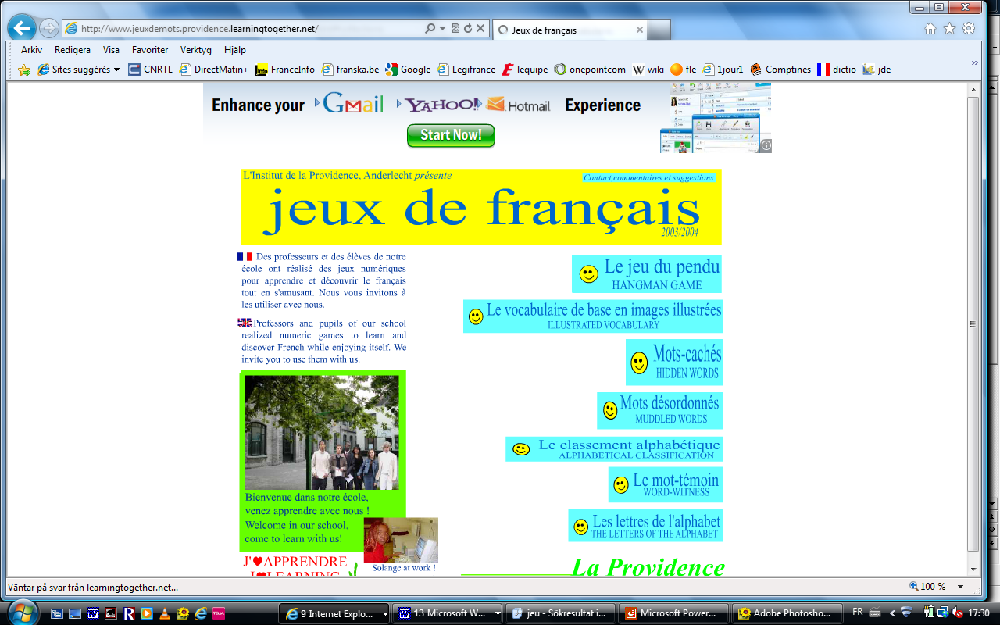 http://www.jeuxdemots.providence.learningtogether.net/
Jeux de français
Arkiv Redigera Visa Favoriter Verktyg Hjälp
Sites suggérés CNRTL DirectMatin+ FranceInfo franska.be Google Legifrance lequipe onepointcom wiki fle 1jour1 Comptines dictio jde
Enhance your Gmail YAHOO! Hotmail Experience
Start Now!
L'Institut de la Providence, Anderlecht présente
Contact,commentaires et suggestions
jeux de français
2003/2004
Des professeurs et des élèves de notre
école ont réalisé des jeux numériques
pour apprendre et découvrir le français
tout en s'amusant. Nous vous invitons à
les utiliser avec nous.
Professors and pupils of our school
realized numeric games to learn and
discover French while enjoying itself. We
invite you to use them with us.
Bienvenue dans notre école,
venez apprendre avec nous !
Welcome in our school,
come to learn with us!
Solange at work !
J'♥APPRENDRE
I♥LEARNING
Le jeu du pendu
HANGMAN GAME
Le vocabulaire de base en images illustrées
ILLUSTRATED VOCABULARY
Mots-cachés
HIDDEN WORDS
Mots désordonnés
MUDDLED WORDS
Le classement alphabétique
ALPHABETICAL CLASSIFICATION
Le mot-témoin
WORD-WITNESS
Les lettres de l'alphabet
THE LETTERS OF THE ALPHABET
La Providence
Väntar på svar från learningtogether.net...
100 %
9 Internet Explo... 13 Microsoft W... jeu - Sökresultat i... Microsoft Power... Adobe Photosho... FR 17:30